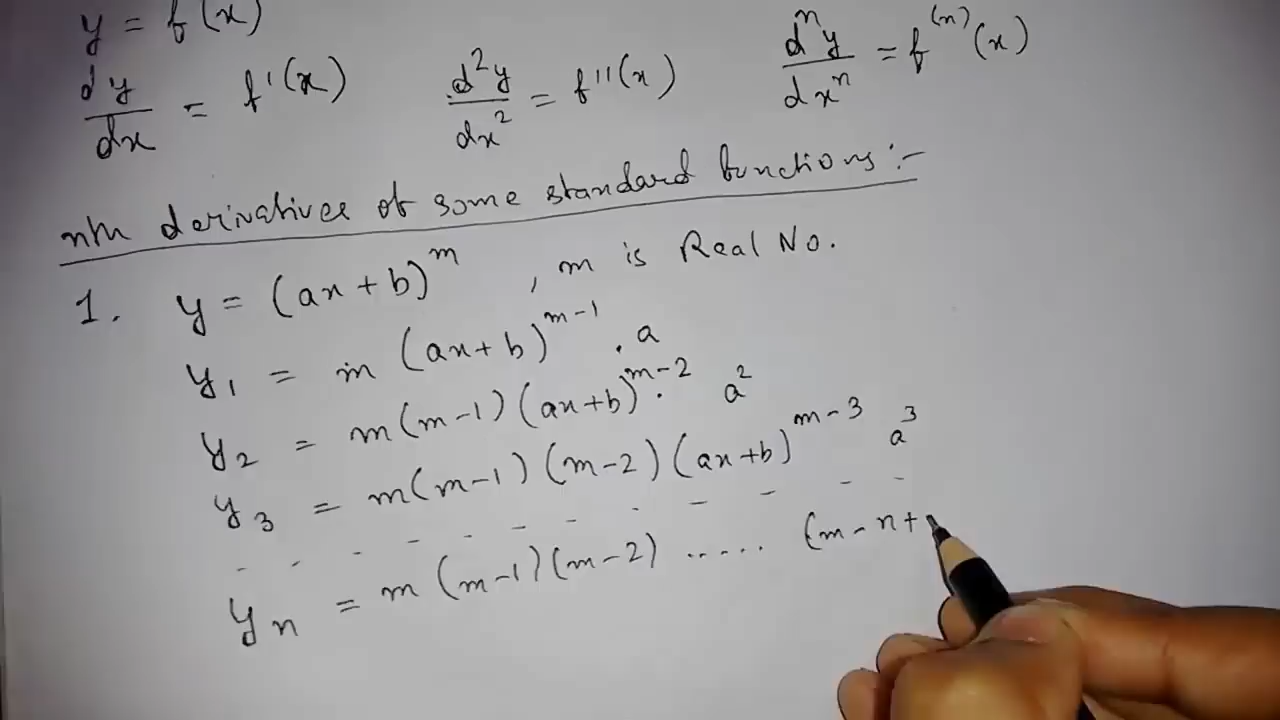 y = f(x)
dy/dx = f'(x) d²y/dx² = f''(x) dⁿy/dxⁿ = f⁽ⁿ⁾(x)
nth derivatives of some standard functions :-
1. y = (ax+b)^m , m is Real No.
y₁ = m (ax+b)^(m-1) . a
y₂ = m(m-1)(ax+b)^(m-2) . a²
y₃ = m(m-1)(m-2)(ax+b)^(m-3) a³
- - - - - - - - - - - -
yₙ = m(m-1)(m-2) ..... (m-n+